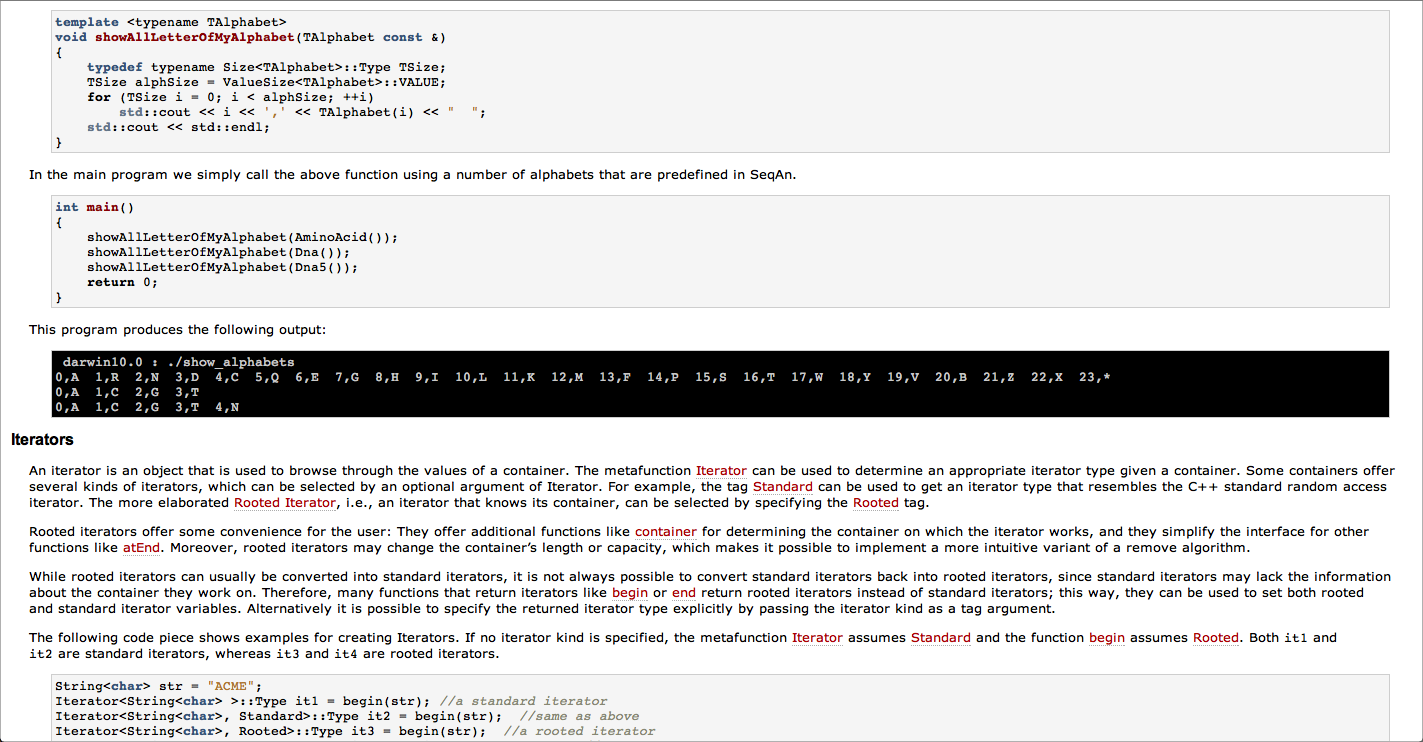 template <typename TAlphabet>
void showAllLetterOfMyAlphabet(TAlphabet const &)
{
    typedef typename Size<TAlphabet>::Type TSize;
    TSize alphSize = ValueSize<TAlphabet>::VALUE;
    for (TSize i = 0; i < alphSize; ++i)
        std::cout << i << ',' << TAlphabet(i) << "  ";
    std::cout << std::endl;
}
In the main program we simply call the above function using a number of alphabets that are predefined in SeqAn.
int main()
{
    showAllLetterOfMyAlphabet(AminoAcid());
    showAllLetterOfMyAlphabet(Dna());
    showAllLetterOfMyAlphabet(Dna5());
    return 0;
}
This program produces the following output:
darwin10.0 : ./show_alphabets
0,A  1,R  2,N  3,D  4,C  5,Q  6,E  7,G  8,H  9,I  10,L  11,K  12,M  13,F  14,P  15,S  16,T  17,W  18,Y  19,V  20,B  21,Z  22,X  23,*
0,A  1,C  2,G  3,T
0,A  1,C  2,G  3,T  4,N
Iterators
An iterator is an object that is used to browse through the values of a container. The metafunction Iterator can be used to determine an appropriate iterator type given a container. Some containers offer
several kinds of iterators, which can be selected by an optional argument of Iterator. For example, the tag Standard can be used to get an iterator type that resembles the C++ standard random access
iterator. The more elaborated Rooted Iterator, i.e., an iterator that knows its container, can be selected by specifying the Rooted tag.
Rooted iterators offer some convenience for the user: They offer additional functions like container for determining the container on which the iterator works, and they simplify the interface for other
functions like atEnd. Moreover, rooted iterators may change the container's length or capacity, which makes it possible to implement a more intuitive variant of a remove algorithm.
While rooted iterators can usually be converted into standard iterators, it is not always possible to convert standard iterators back into rooted iterators, since standard iterators may lack the information
about the container they work on. Therefore, many functions that return iterators like begin or end return rooted iterators instead of standard iterators; this way, they can be used to set both rooted
and standard iterator variables. Alternatively it is possible to specify the returned iterator type explicitly by passing the iterator kind as a tag argument.
The following code piece shows examples for creating Iterators. If no iterator kind is specified, the metafunction Iterator assumes Standard and the function begin assumes Rooted. Both it1 and
it2 are standard iterators, whereas it3 and it4 are rooted iterators.
String<char> str = "ACME";
Iterator<String<char> >::Type it1 = begin(str); //a standard iterator
Iterator<String<char>, Standard>::Type it2 = begin(str);  //same as above
Iterator<String<char>, Rooted>::Type it3 = begin(str);  //a rooted iterator